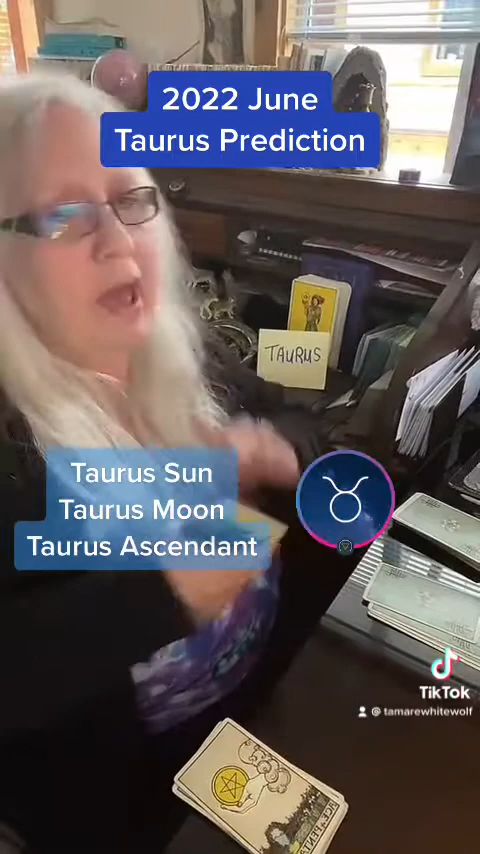 2022 June
Taurus Prediction
TAURUS
Taurus Sun
Taurus Moon
Taurus Ascendant
TikTok
@ tamarewhitewolf